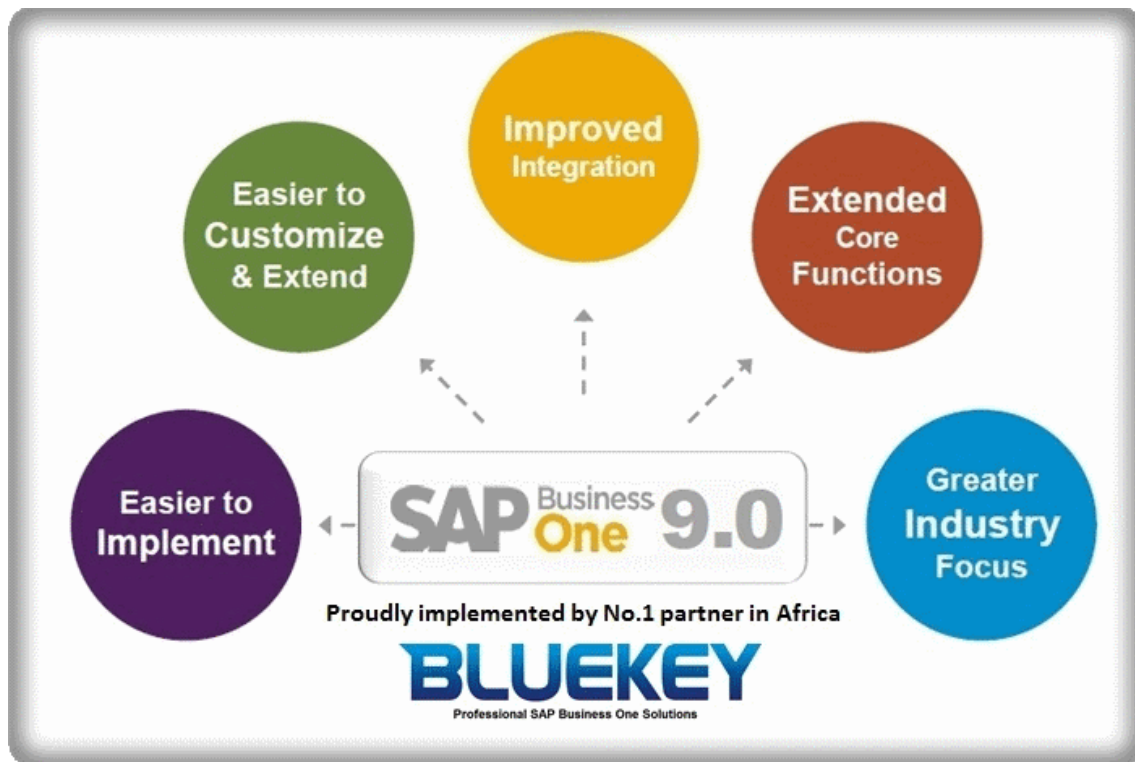 Improved
Integration
Easier to
Customize
& Extend
Extended
Core
Functions
Easier to
Implement
SAP Business One 9.0
Greater
Industry
Focus
Proudly implemented by No.1 partner in Africa
BLUEKEY
Professional SAP Business One Solutions